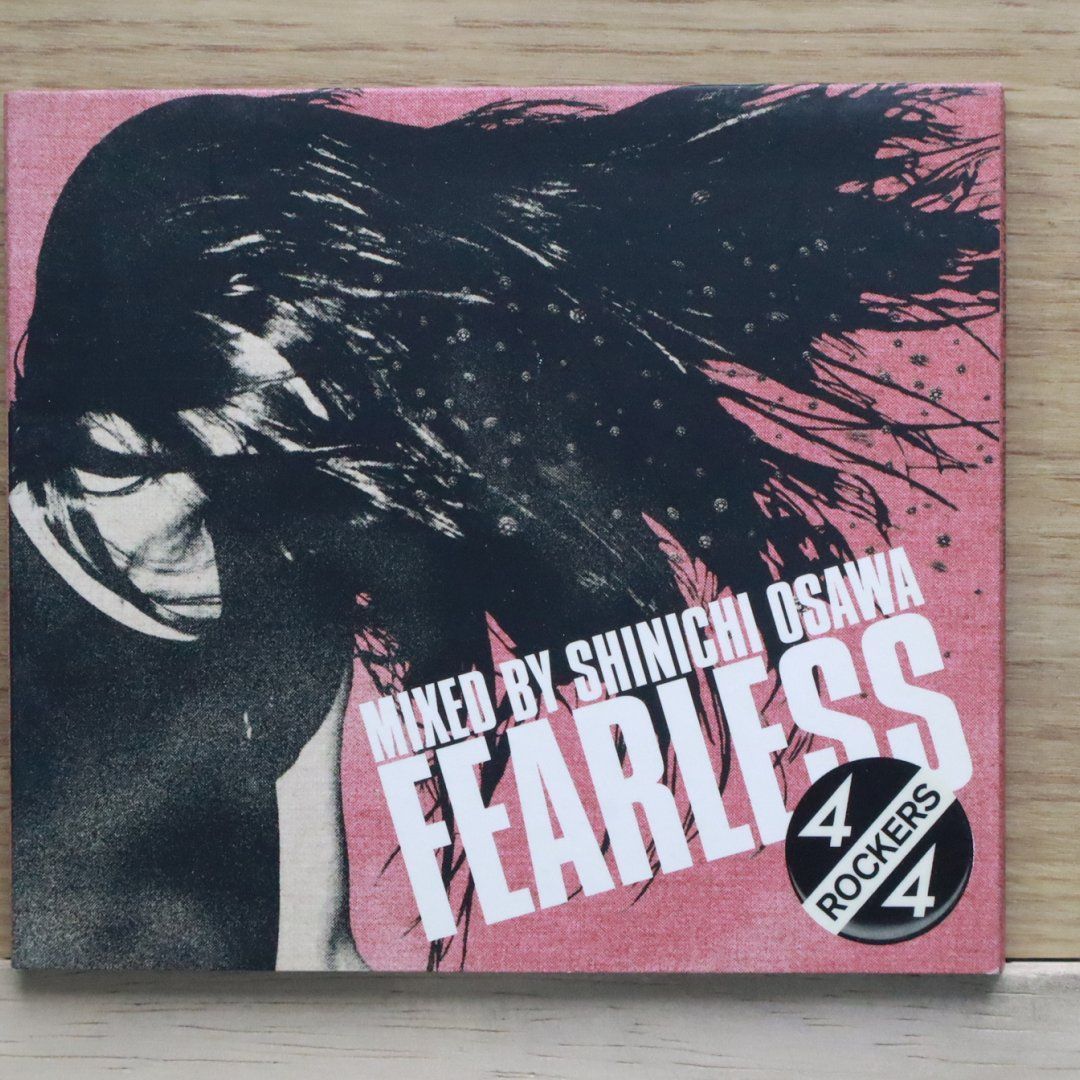 MIXED BY SHINICHI OSAWA
FEARLESS
4
ROCKERS
4